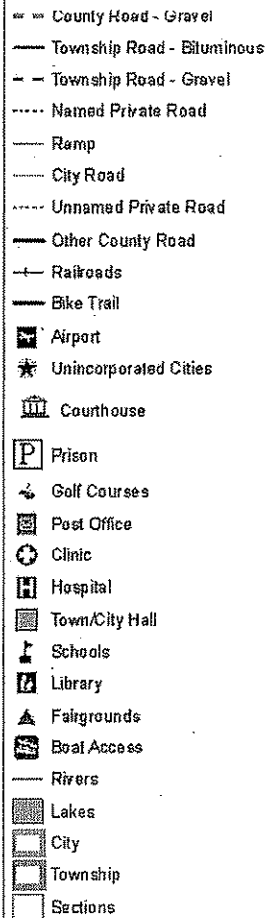 County Road - Gravel
Township Road - Bituminous
Township Road - Gravel
Named Private Road
Ramp
City Road
Unnamed Private Road
Other County Road
Railroads
Bike Trail
Airport
Unincorporated Cities
Courthouse
P Prison
Golf Courses
Post Office
Clinic
H Hospital
Town/City Hall
Schools
Library
Fairgrounds
Boat Access
Rivers
Lakes
City
Township
Sections